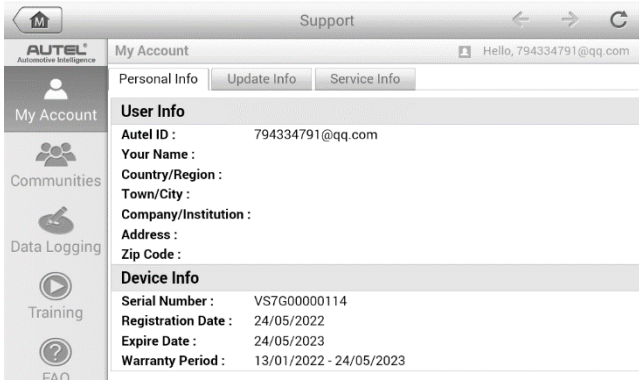 M
Support
AUTEL®
Automotive Intelligence
My Account
Hello, 794334791@qq.com
Personal Info
Update Info
Service Info
My Account
Communities
Data Logging
Training
FAQ
User Info
Autel ID : 794334791@qq.com
Your Name :
Country/Region :
Town/City :
Company/Institution :
Address :
Zip Code :
Device Info
Serial Number : VS7G00000114
Registration Date : 24/05/2022
Expire Date : 24/05/2023
Warranty Period : 13/01/2022 - 24/05/2023